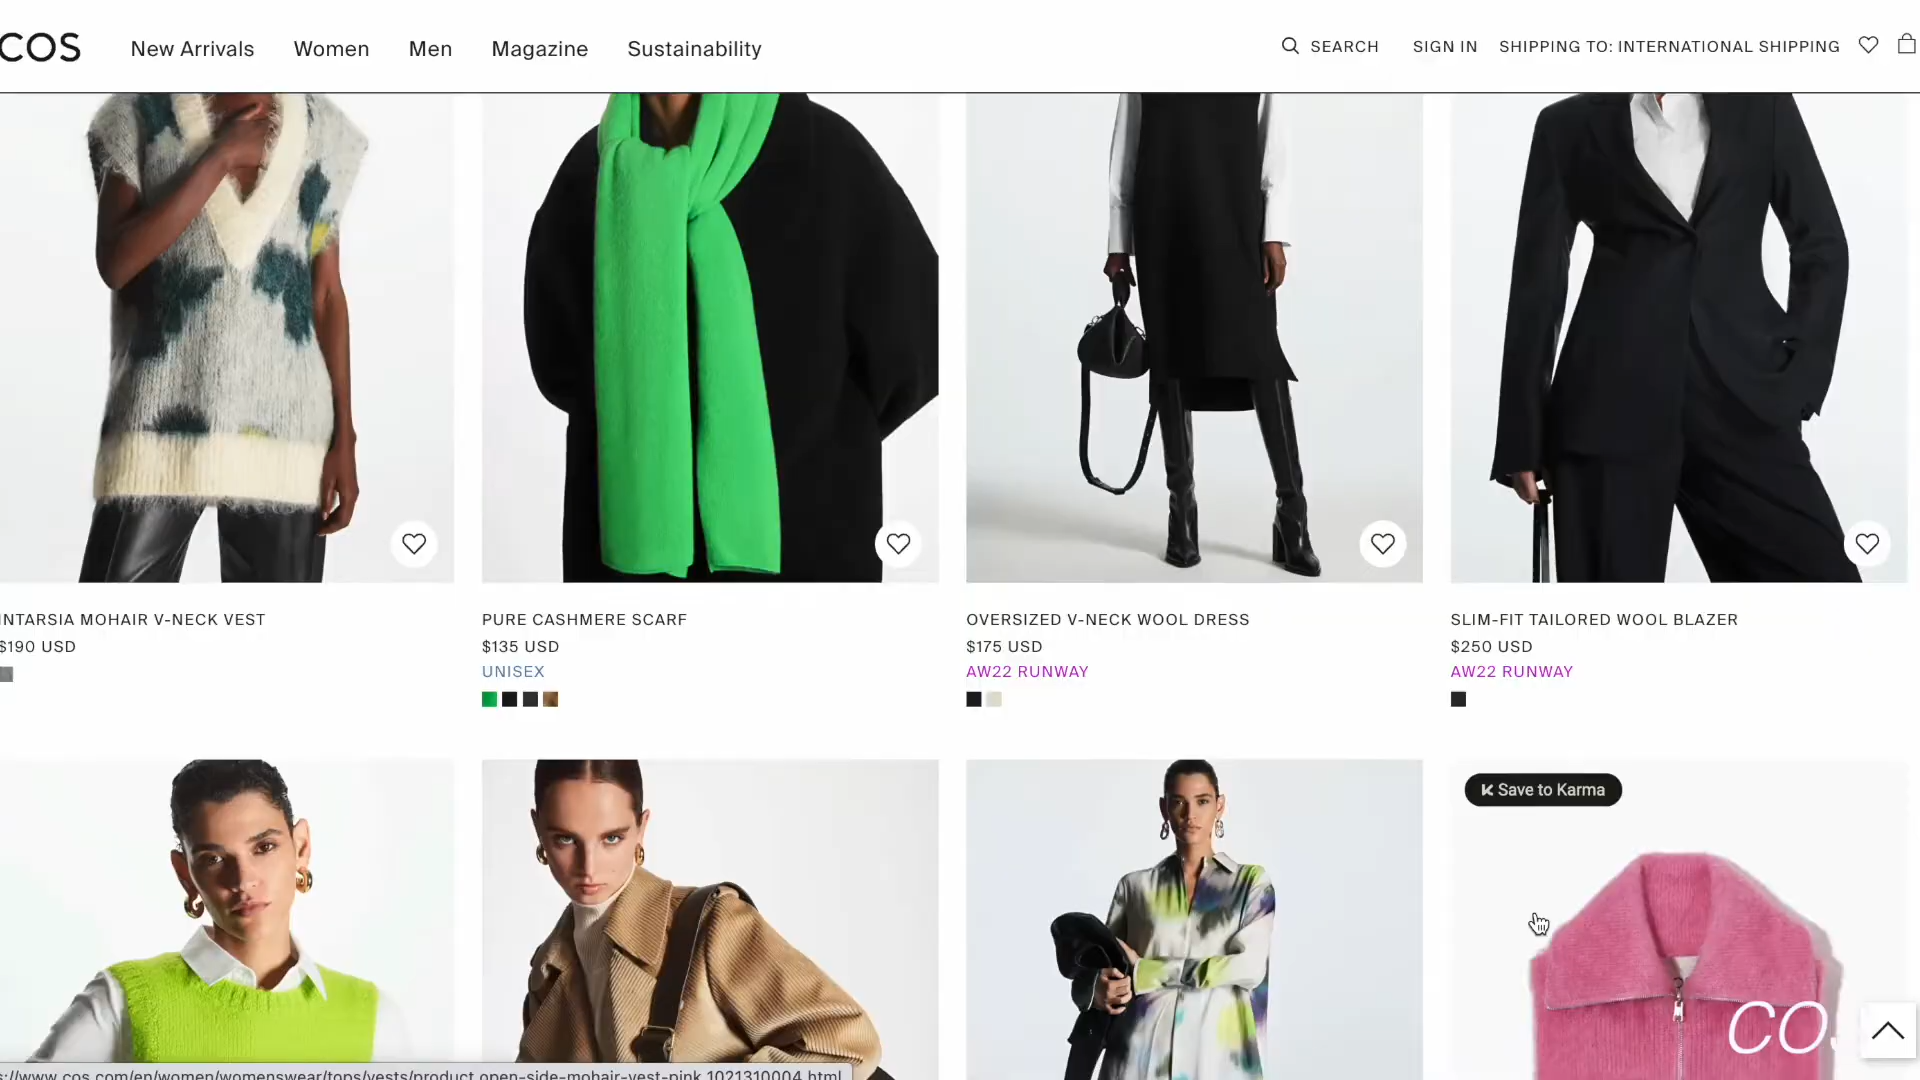 COS
New Arrivals Women Men Magazine Sustainability
SEARCH SIGN IN SHIPPING TO: INTERNATIONAL SHIPPING
INTARSIA MOHAIR V-NECK VEST
$190 USD
PURE CASHMERE SCARF
$135 USD
UNISEX
OVERSIZED V-NECK WOOL DRESS
$175 USD
AW22 RUNWAY
SLIM-FIT TAILORED WOOL BLAZER
$250 USD
AW22 RUNWAY
K Save to Karma
COS
s://www.cos.com/en/women/womenswear/tops/vests/product.open-side-mohair-vest-pink.1021310004.html